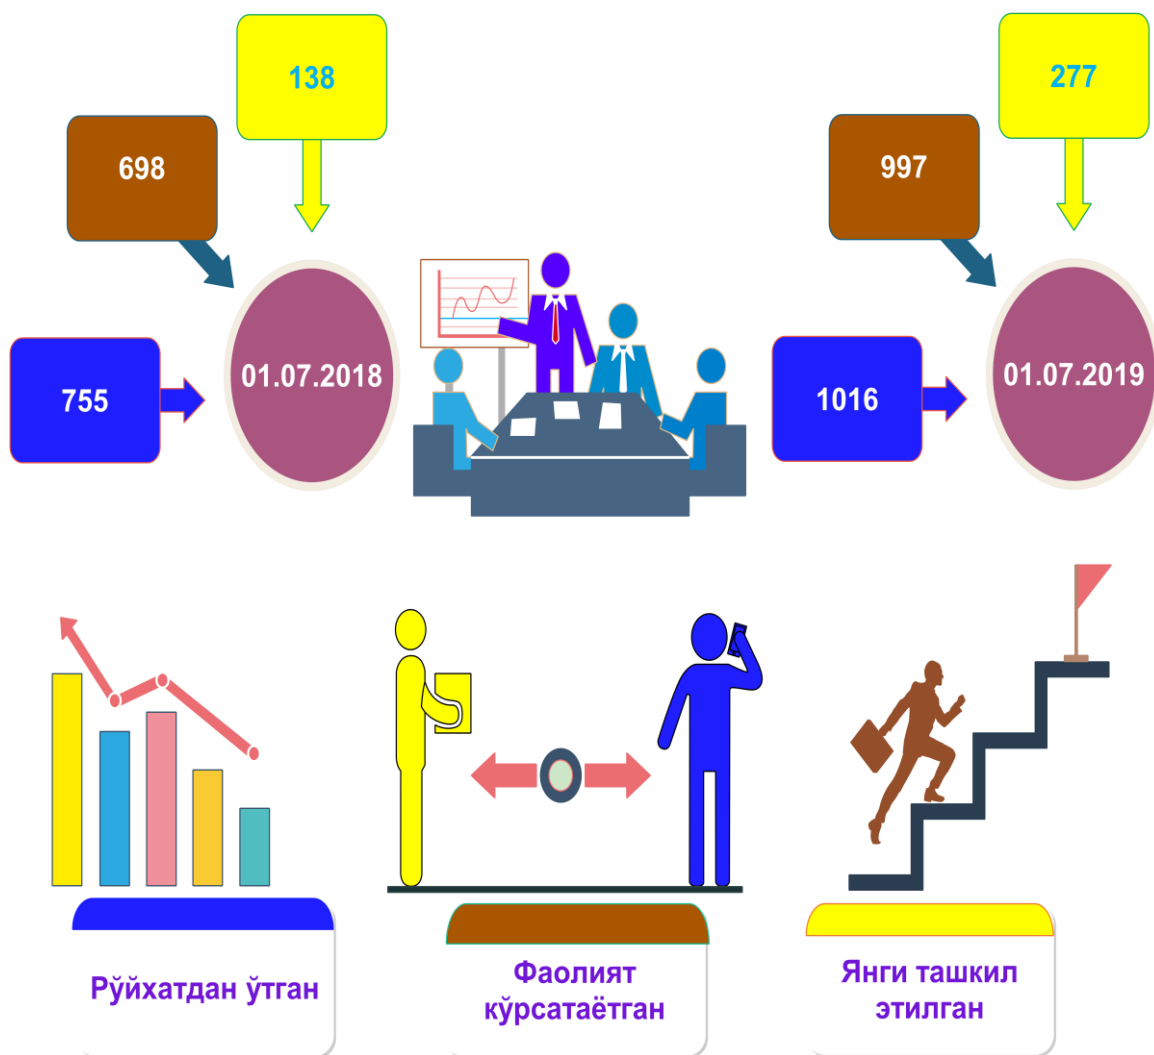 138
277
698
997
01.07.2018
01.07.2019
755
1016
Рўйхатдан ўтган
Фаолият
кўрсатаётган
Янги ташкил
этилган